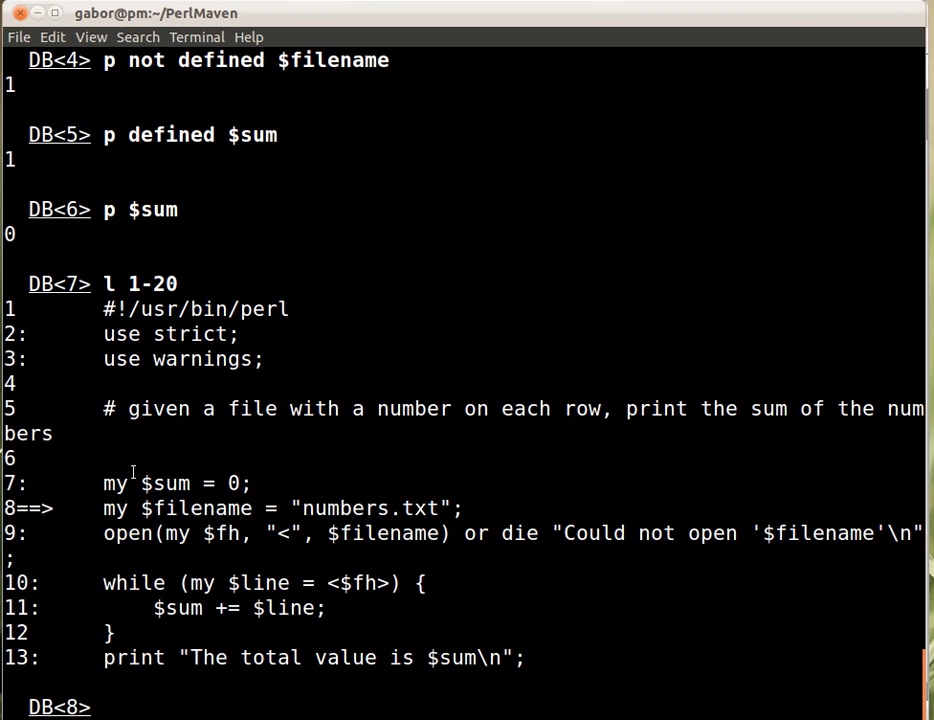 gabor@pm:~/PerlMaven
File Edit View Search Terminal Help
DB<4> p not defined $filename
1
DB<5> p defined $sum
1
DB<6> p $sum
0
DB<7> l 1-20
1 #!/usr/bin/perl
2: use strict;
3: use warnings;
4
5 # given a file with a number on each row, print the sum of the num
bers
6
7: my $sum = 0;
8==> my $filename = "numbers.txt";
9: open(my $fh, "<", $filename) or die "Could not open '$filename'\n"
;
10: while (my $line = <$fh>) {
11: $sum += $line;
12 }
13: print "The total value is $sum\n";
DB<8>